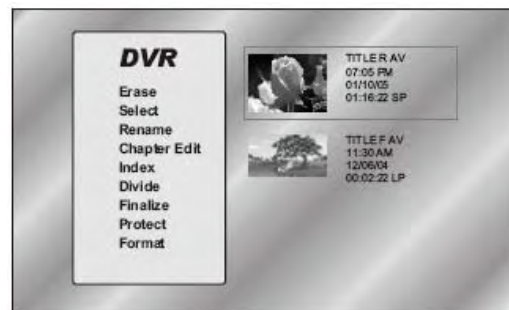 DVR
Erase
Select
Rename
Chapter Edit
Index
Divide
Finalize
Protect
Format
TITLE R AV
07:05 PM
01/10/05
01:16:22 SP
TITLE F AV
11:30 AM
12/06/04
00:02:22 LP